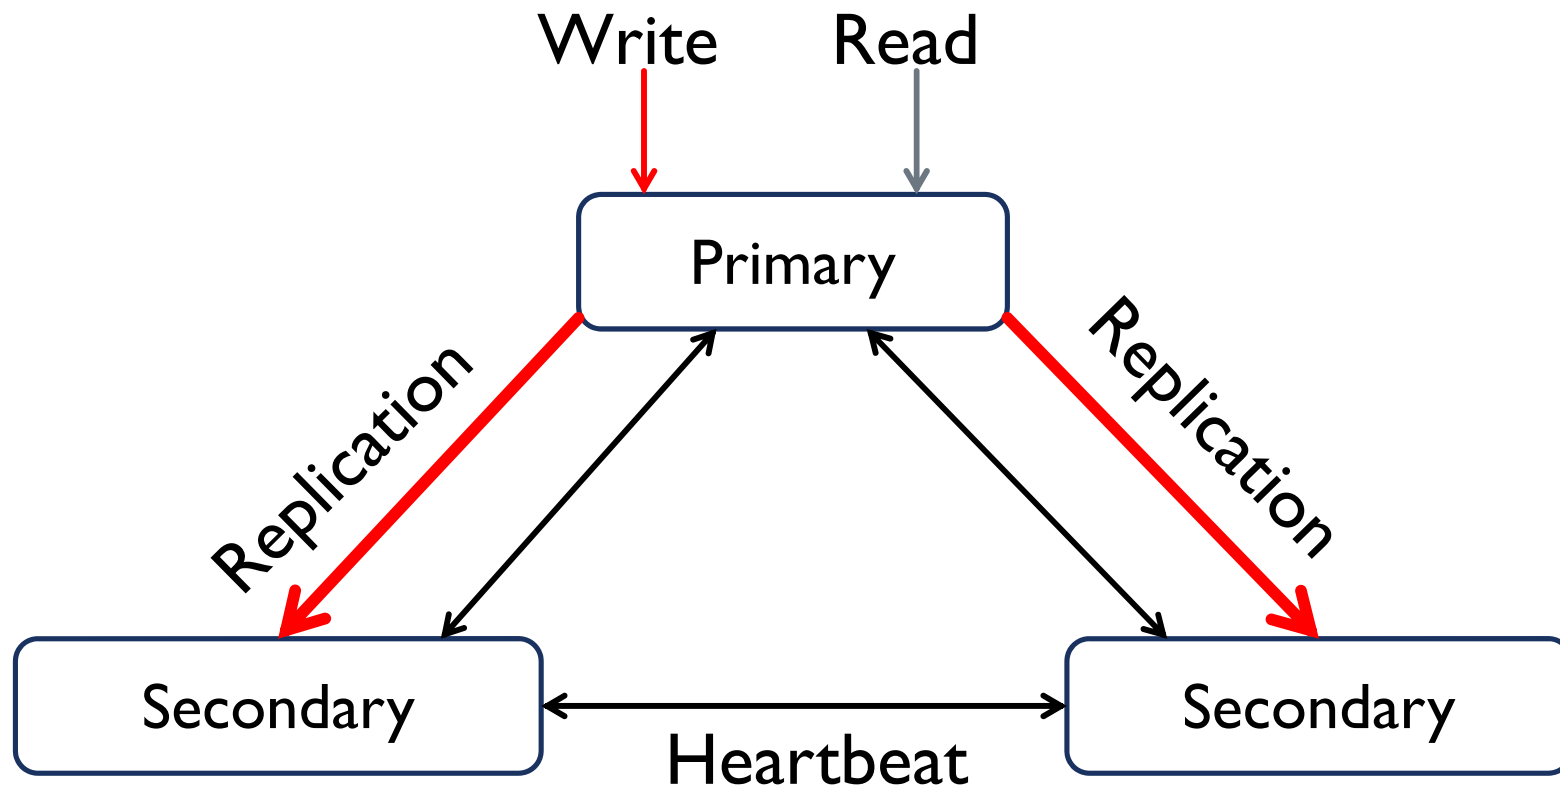 Write
Read
Primary
Replication
Replication
Secondary
Secondary
Heartbeat